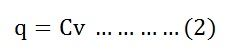 q = Cv … … … … (2)